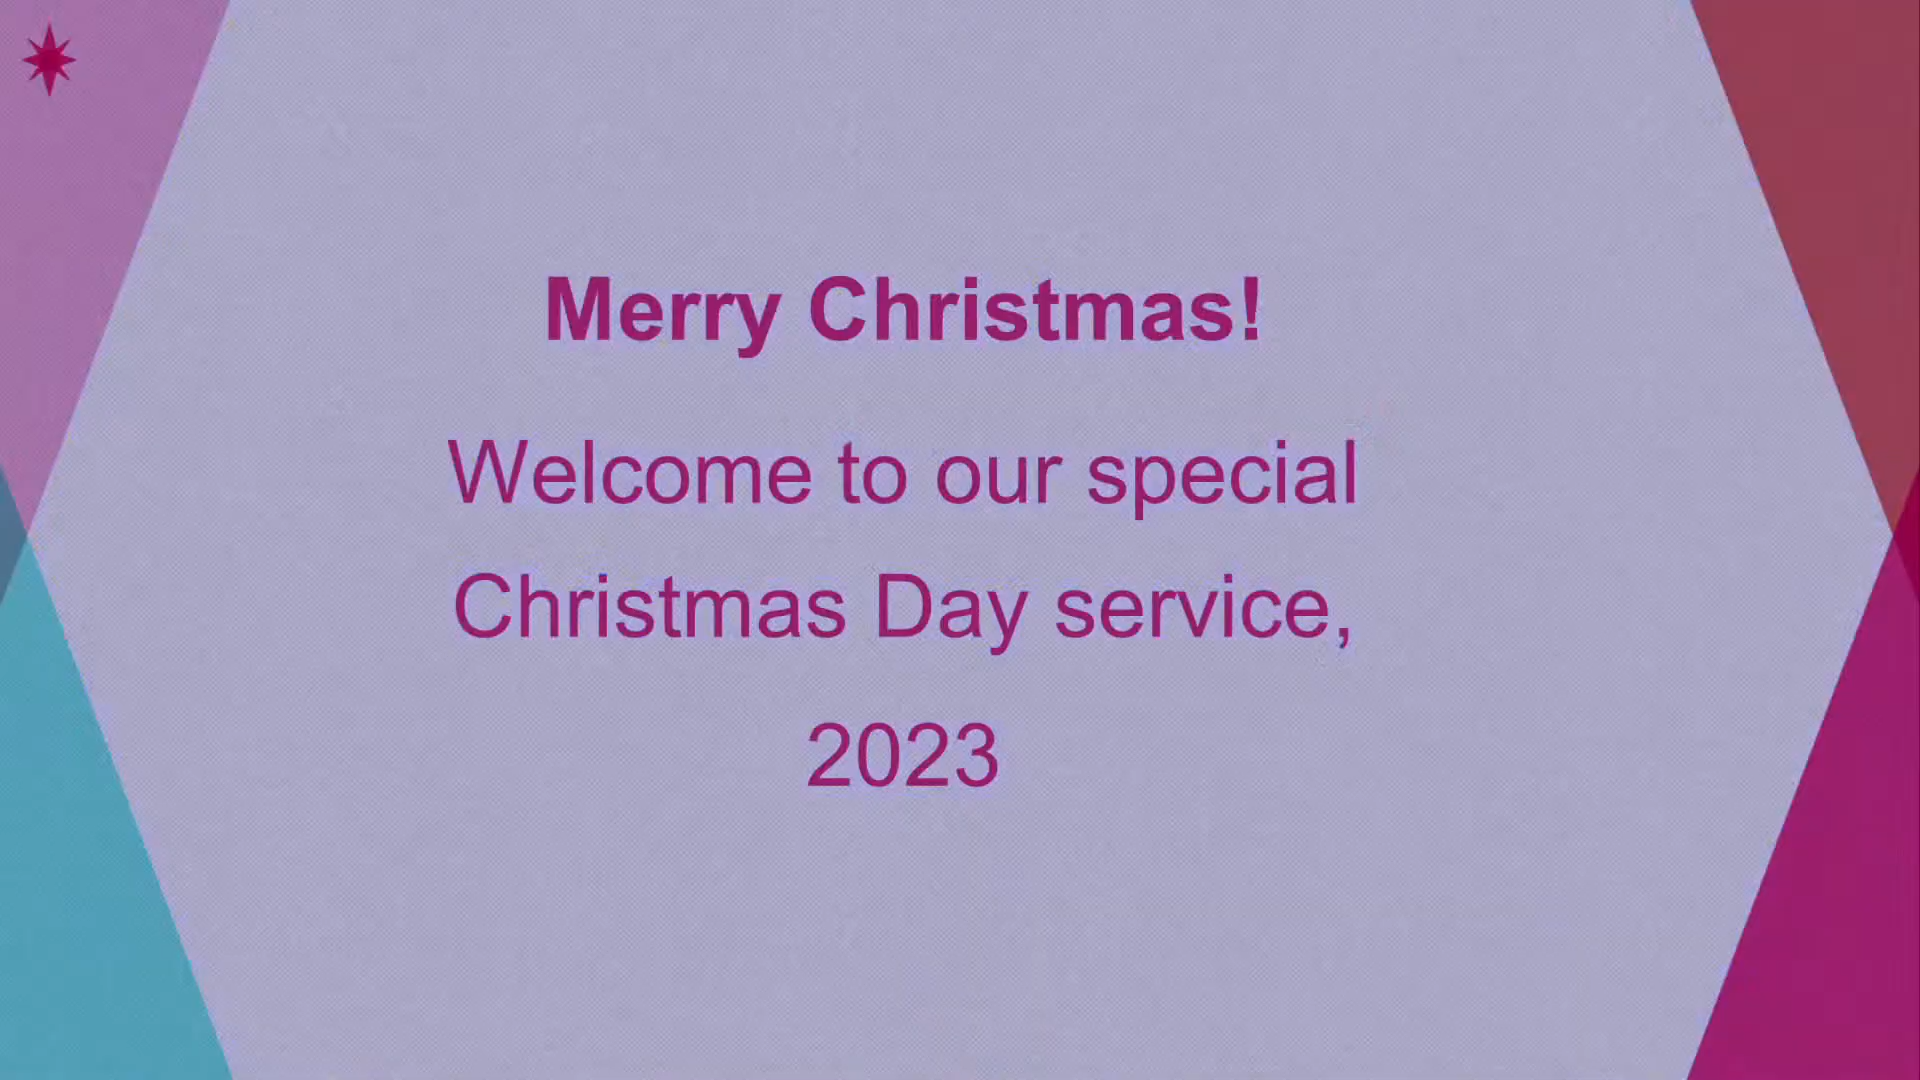 Merry Christmas!
Welcome to our special
Christmas Day service,
2023